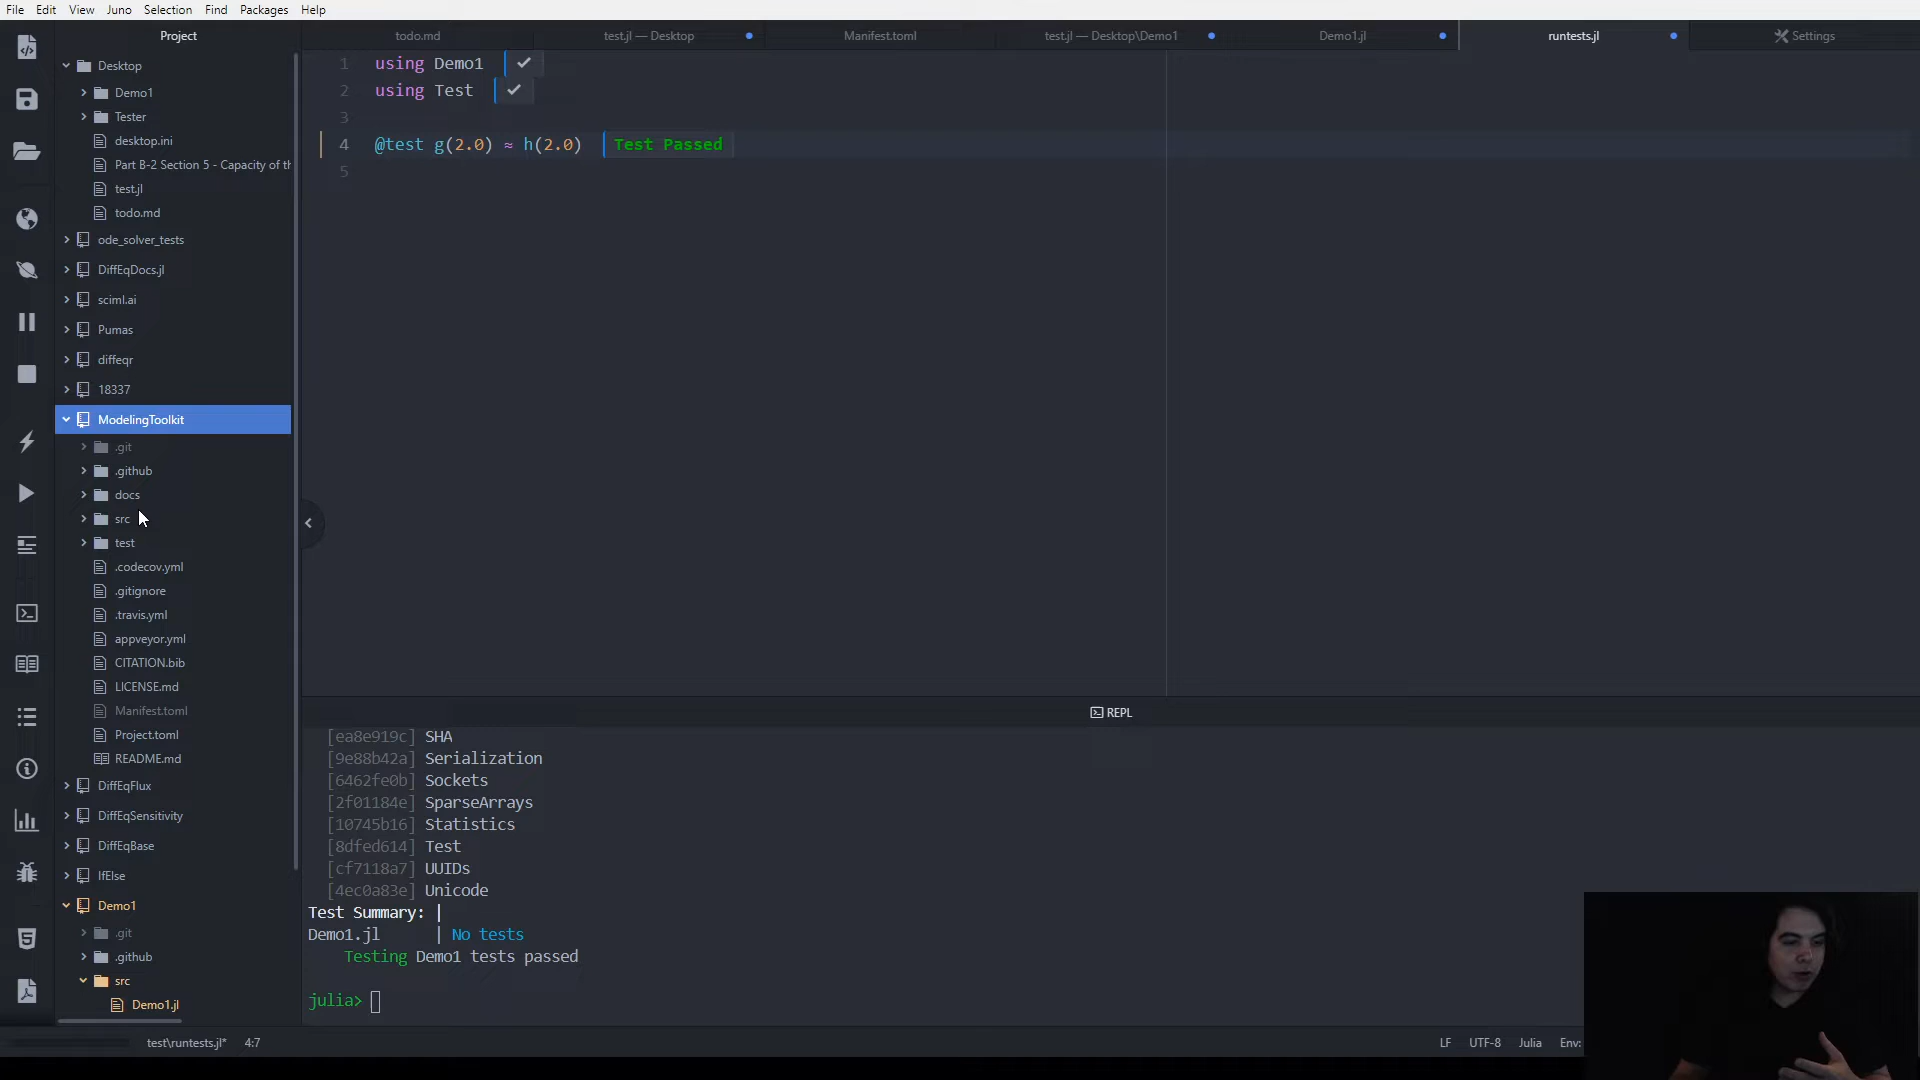 File Edit View Juno Selection Find Packages Help
Project
todo.md
test.jl — Desktop
Manifest.toml
test.jl — Desktop\Demo1
Demo1.jl
runtests.jl
Settings
Desktop
Demo1
Tester
desktop.ini
Part B-2 Section 5 - Capacity of th
test.jl
todo.md
ode_solver_tests
DiffEqDocs.jl
sciml.ai
Pumas
diffeqr
18337
ModelingToolkit
.git
.github
docs
src
test
.codecov.yml
.gitignore
.travis.yml
appveyor.yml
CITATION.bib
LICENSE.md
Manifest.toml
Project.toml
README.md
DiffEqFlux
DiffEqSensitivity
DiffEqBase
IfElse
Demo1
.git
.github
src
Demo1.jl
1 using Demo1 ✓
2 using Test ✓
3
4 @test g(2.0) ≈ h(2.0) Test Passed
5
REPL
[ea8e919c] SHA
[9e88b42a] Serialization
[6462fe0b] Sockets
[2f01184e] SparseArrays
[10745b16] Statistics
[8dfed614] Test
[cf7118a7] UUIDs
[4ec0a83e] Unicode
Test Summary: |
Demo1.jl | No tests
Testing Demo1 tests passed
julia>
test\runtests.jl* 4:7
LF UTF-8 Julia Env: